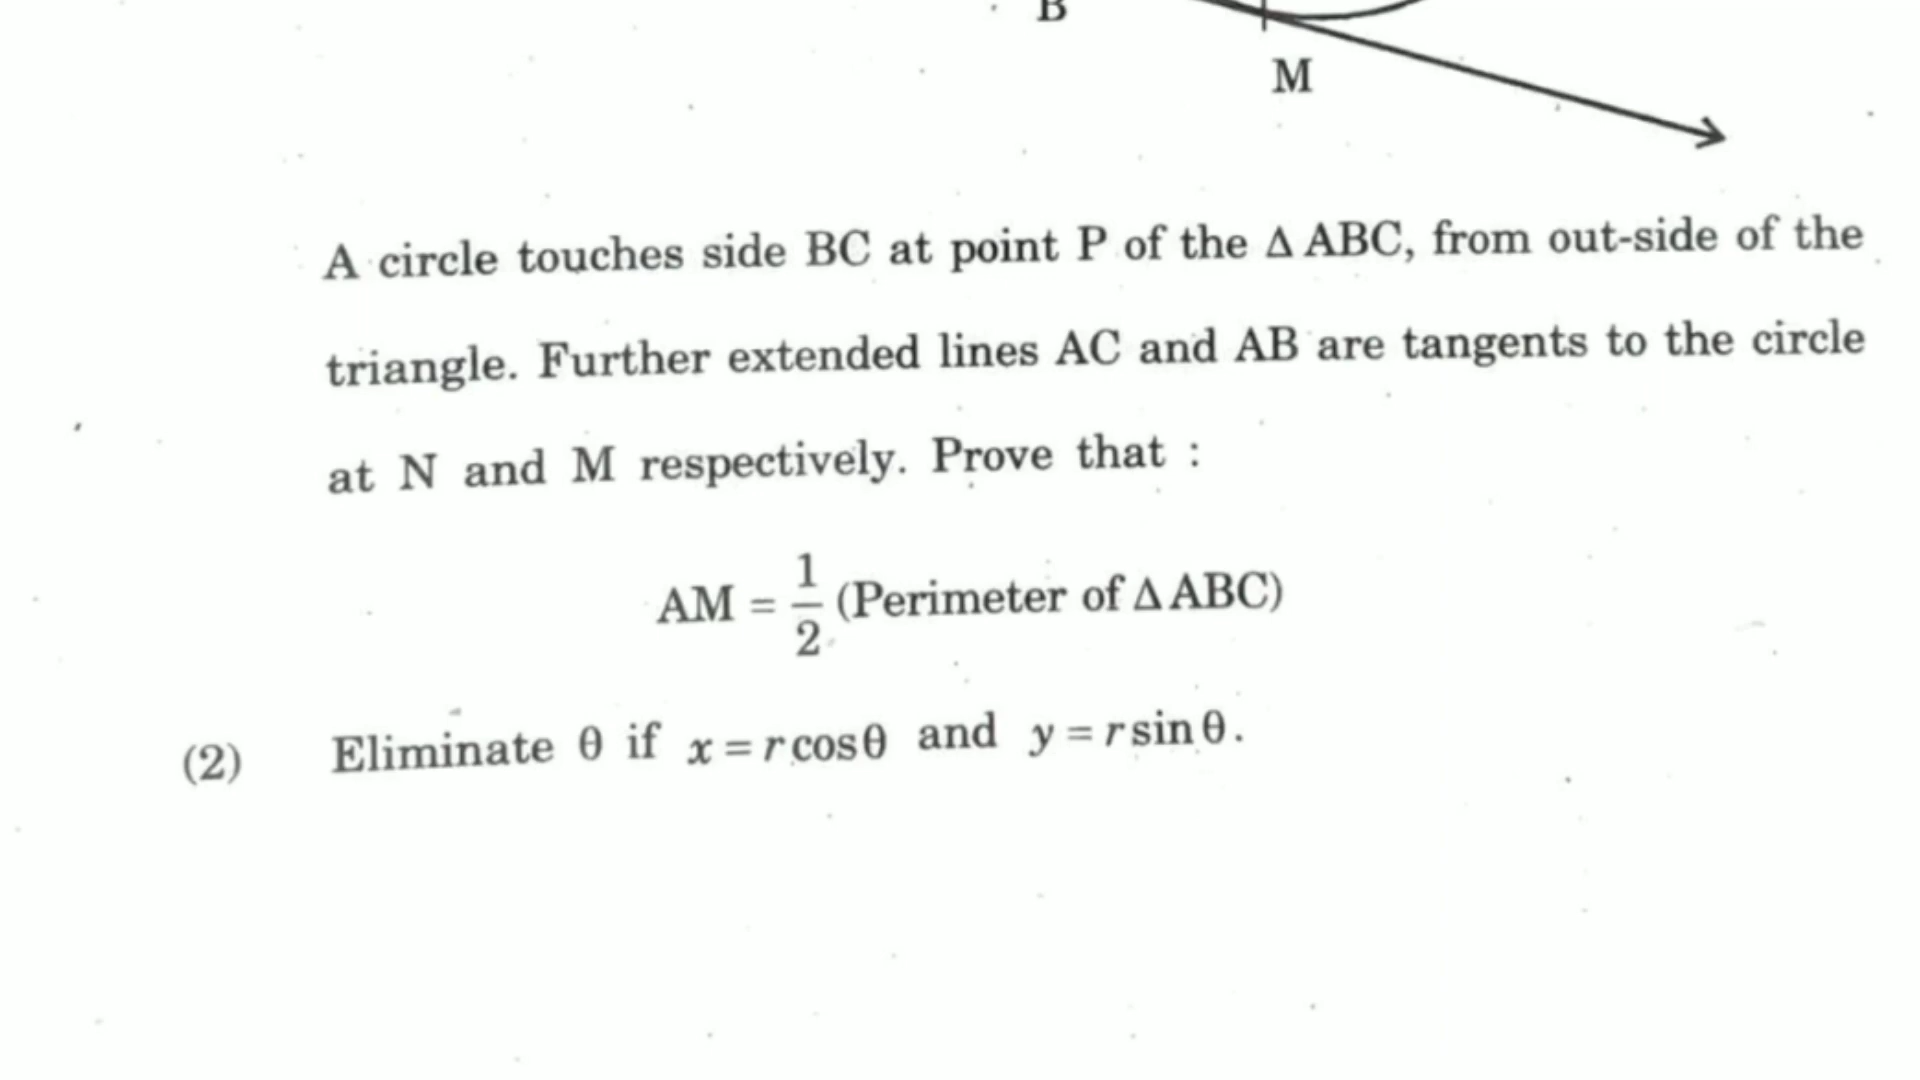 B
M
A circle touches side BC at point P of the Δ ABC, from out-side of the
triangle. Further extended lines AC and AB are tangents to the circle
at N and M respectively. Prove that :
AM = 1/2 (Perimeter of Δ ABC)
(2) Eliminate θ if x = r cosθ and y = r sin θ.